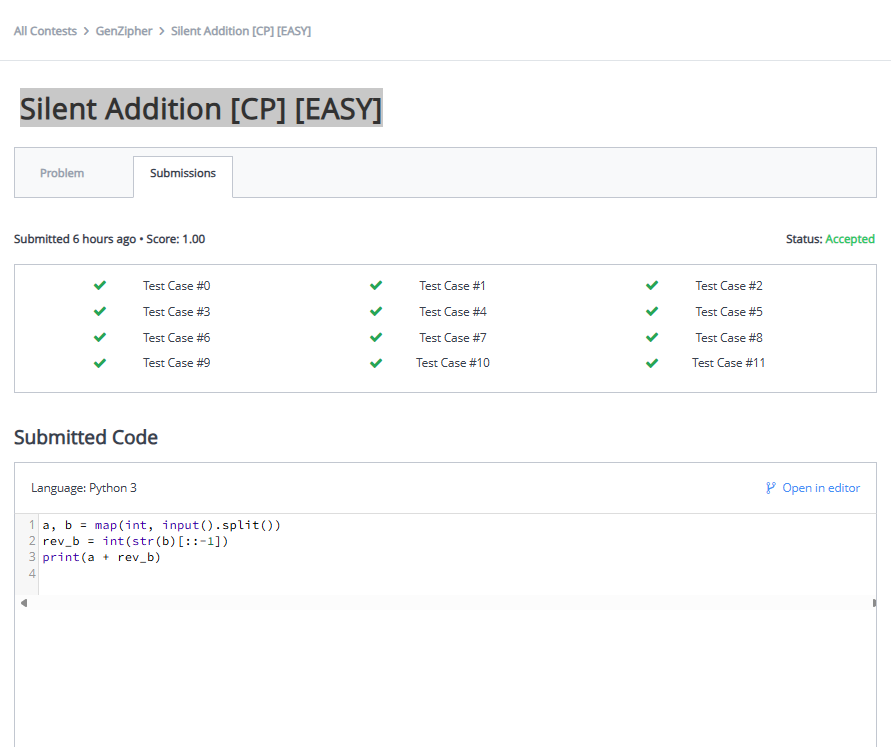 All Contests > GenZipher > Silent Addition [CP] [EASY]
Silent Addition [CP] [EASY]
Problem
Submissions
Submitted 6 hours ago • Score: 1.00
Status: Accepted
Test Case #0
Test Case #1
Test Case #2
Test Case #3
Test Case #4
Test Case #5
Test Case #6
Test Case #7
Test Case #8
Test Case #9
Test Case #10
Test Case #11
Submitted Code
Language: Python 3
Open in editor
1 a, b = map(int, input().split())
2 rev_b = int(str(b)[::-1])
3 print(a + rev_b)
4